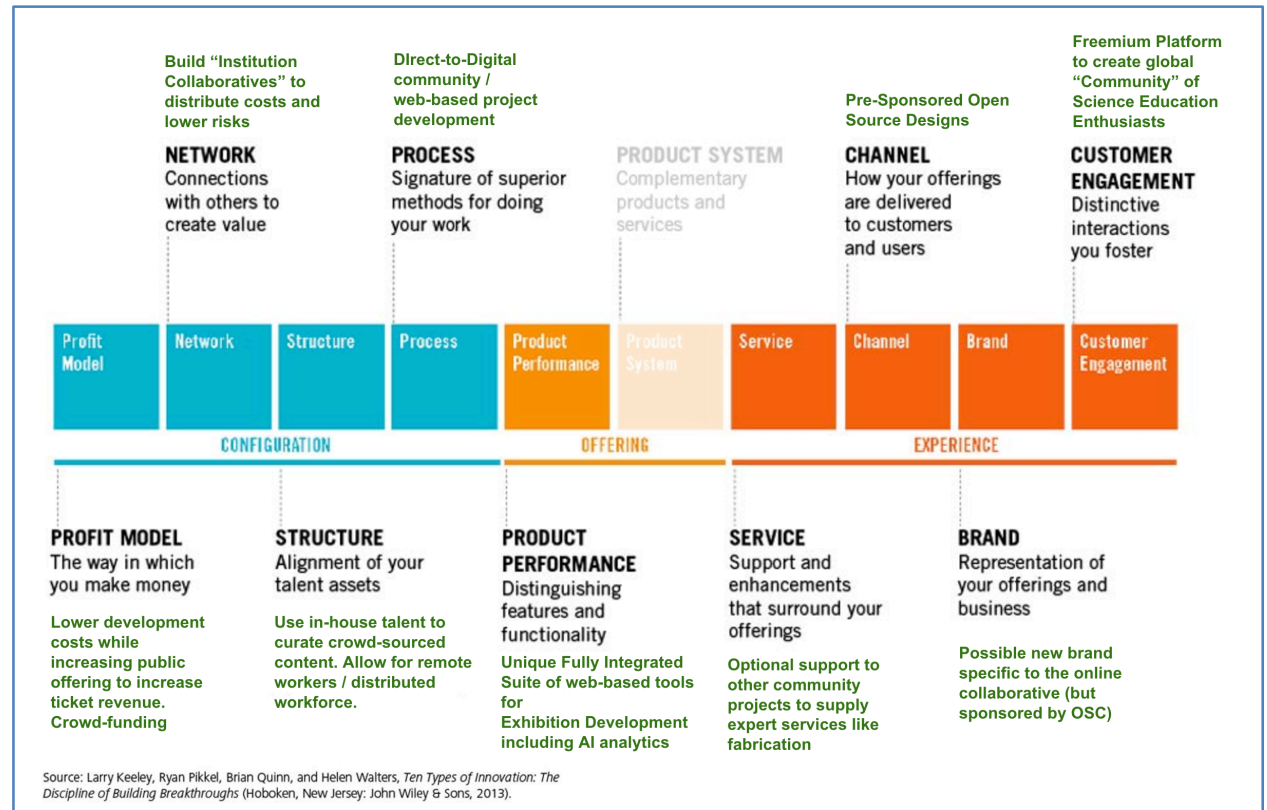 Build “Institution
Collaboratives” to
distribute costs and
lower risks
NETWORK
Connections
with others to
create value
DIrect-to-Digital
community /
web-based project
development
PROCESS
Signature of superior
methods for doing
your work
PRODUCT SYSTEM
Complementary
products and
services
Pre-Sponsored Open
Source Designs
CHANNEL
How your offerings
are delivered
to customers
and users
Freemium Platform
to create global
“Community” of
Science Education
Enthusiasts
CUSTOMER
ENGAGEMENT
Distinctive
interactions
you foster
Profit
Model
Network
Structure
Process
Product
Performance
Product
System
Service
Channel
Brand
Customer
Engagement
CONFIGURATION
OFFERING
EXPERIENCE
PROFIT MODEL
The way in which
you make money
Lower development
costs while
increasing public
offering to increase
ticket revenue.
Crowd-funding
STRUCTURE
Alignment of your
talent assets
Use in-house talent to
curate crowd-sourced
content. Allow for remote
workers / distributed
workforce.
PRODUCT
PERFORMANCE
Distinguishing
features and
functionality
Unique Fully Integrated
Suite of web-based tools
for
Exhibition Development
including AI analytics
SERVICE
Support and
enhancements
that surround your
offerings
Optional support to
other community
projects to supply
expert services like
fabrication
BRAND
Representation of
your offerings and
business
Possible new brand
specific to the online
collaborative (but
sponsored by OSC)
Source: Larry Keeley, Ryan Pikkel, Brian Quinn, and Helen Walters, Ten Types of Innovation: The
Discipline of Building Breakthroughs (Hoboken, New Jersey: John Wiley & Sons, 2013).